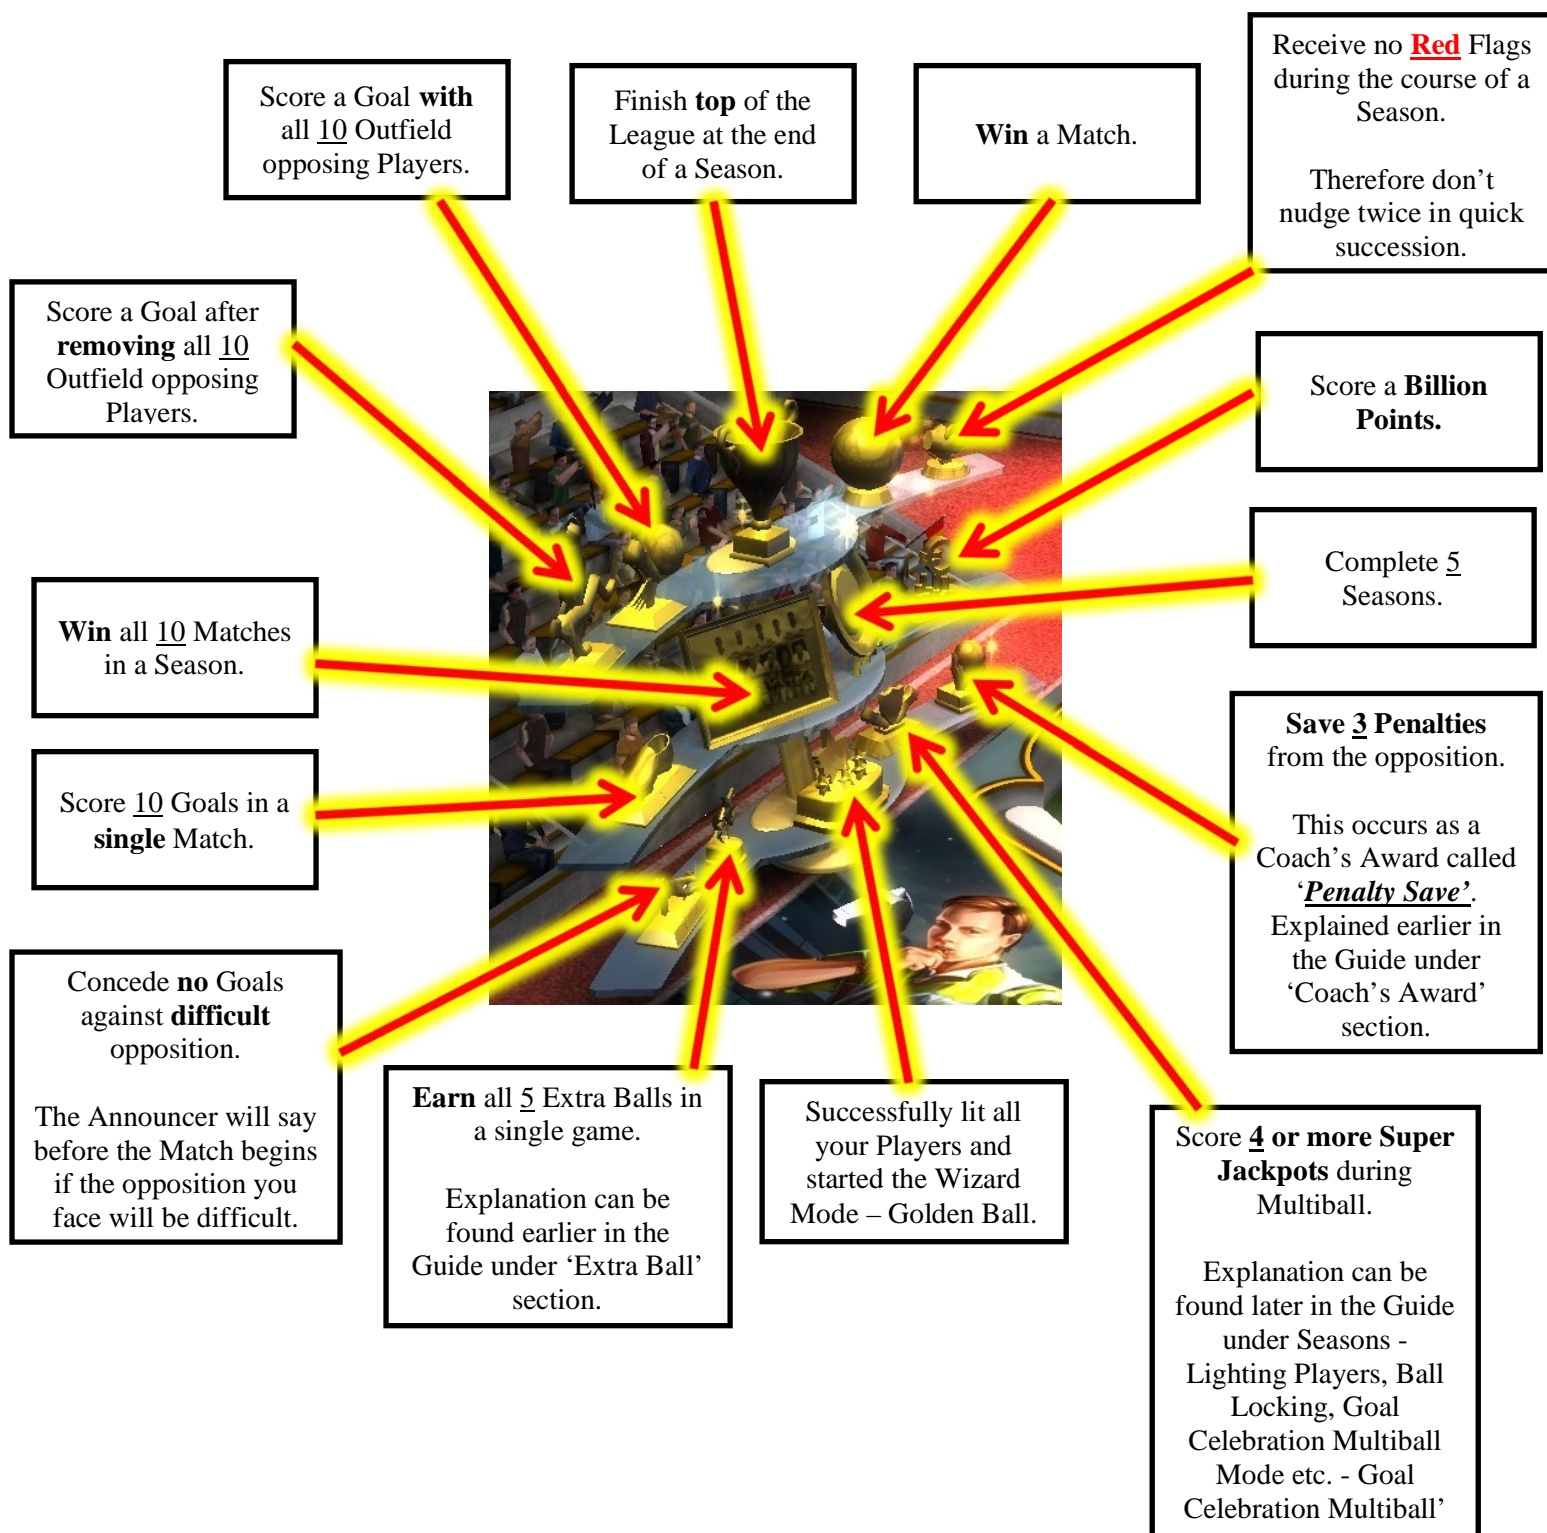 Score a Goal with
all 10 Outfield
opposing Players.
Finish top of the
League at the end
of a Season.
Win a Match.
Receive no Red Flags
during the course of a
Season.
Therefore don’t
nudge twice in quick
succession.
Score a Goal after
removing all 10
Outfield opposing
Players.
Score a Billion
Points.
Complete 5
Seasons.
Win all 10 Matches
in a Season.
Save 3 Penalties
from the opposition.
This occurs as a
Coach’s Award called
‘Penalty Save’.
Explained earlier in
the Guide under
‘Coach’s Award’
section.
Score 10 Goals in a
single Match.
Concede no Goals
against difficult
opposition.
The Announcer will say
before the Match begins
if the opposition you
face will be difficult.
Earn all 5 Extra Balls in
a single game.
Explanation can be
found earlier in the
Guide under ‘Extra Ball’
section.
Successfully lit all
your Players and
started the Wizard
Mode – Golden Ball.
Score 4 or more Super
Jackpots during
Multiball.
Explanation can be
found later in the Guide
under Seasons -
Lighting Players, Ball
Locking, Goal
Celebration Multiball
Mode etc. - Goal
Celebration Multiball’